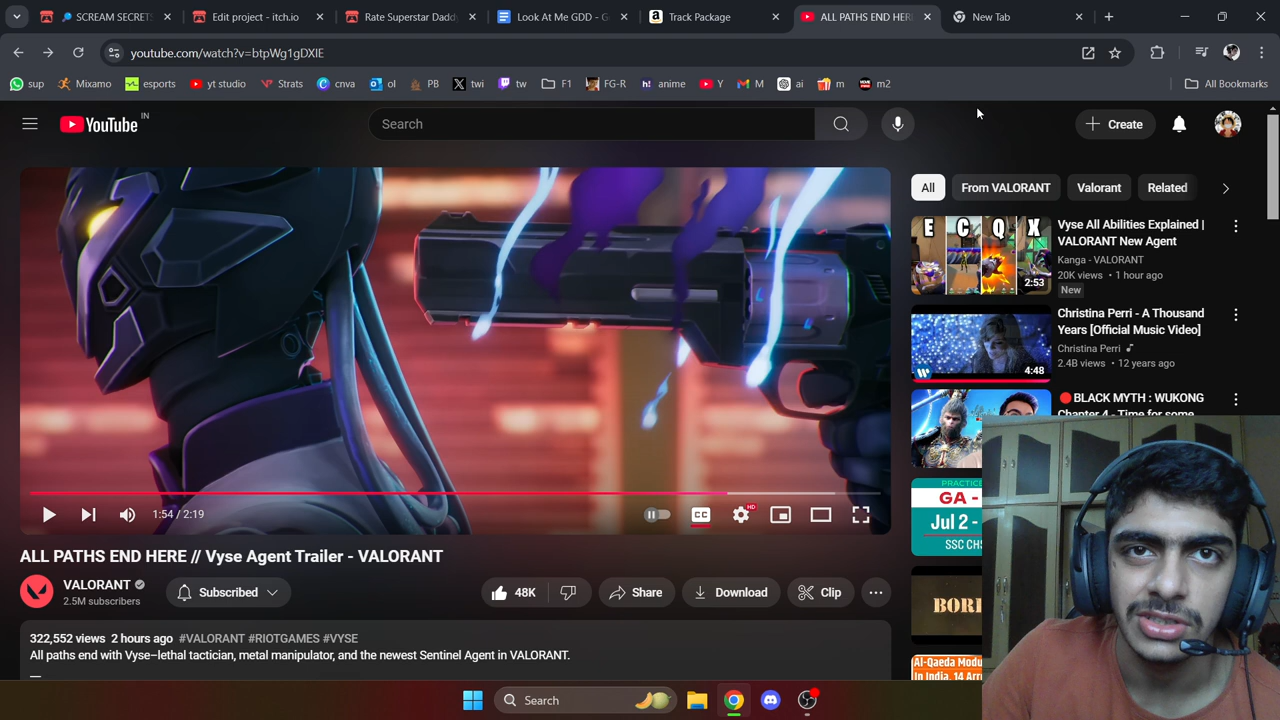 SCREAM SECRETS
Edit project - itch.io
Rate Superstar Daddy
Look At Me GDD - G
Track Package
ALL PATHS END HERE
New Tab
youtube.com/watch?v=btpWg1gDXlE
sup
Mixamo
esports
yt studio
Strats
cnva
ol
PB
twi
tw
F1
FG-R
anime
Y
M
ai
m
m2
All Bookmarks
YouTube IN
Search
Create
All
From VALORANT
Valorant
Related
E C Q X
2:53
Vyse All Abilities Explained |
VALORANT New Agent
Kanga - VALORANT
20K views • 1 hour ago
New
4:48
Christina Perri - A Thousand
Years [Official Music Video]
Christina Perri
2.4B views • 12 years ago
BLACK MYTH : WUKONG
Chapter 4 - Time for some
PRACTICE
GA -
Jul 2 -
SSC CHS
BORI
Al-Qaeda Modu
In India, 14 Arr
1:54 / 2:19
CC
HD
ALL PATHS END HERE // Vyse Agent Trailer - VALORANT
VALORANT
2.5M subscribers
Subscribed
48K
Share
Download
Clip
322,552 views 2 hours ago #VALORANT #RIOTGAMES #VYSE
All paths end with Vyse–lethal tactician, metal manipulator, and the newest Sentinel Agent in VALORANT.
Search